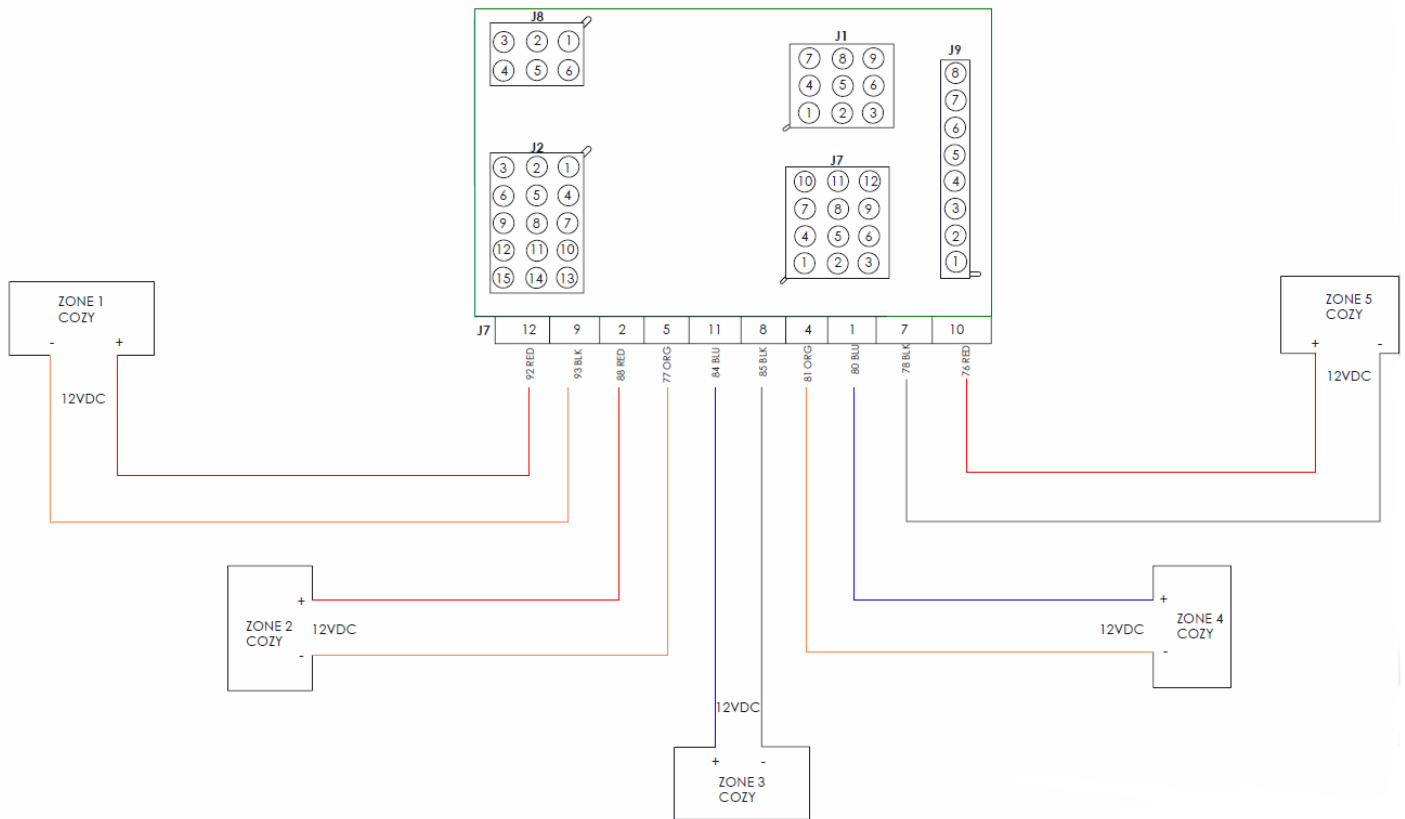 J8
3 2 1
4 5 6
J1
7 8 9
4 5 6
1 2 3
J9
8
7
6
5
4
3
2
1
J2
3 2 1
6 5 4
9 8 7
12 11 10
15 14 13
J7
10 11 12
7 8 9
4 5 6
1 2 3
J7 12 9 2 5 11 8 4 1 7 10
92 RED
93 BLK
88 RED
77 ORG
84 BLU
85 BLK
81 ORG
80 BLU
78 BLK
76 RED
ZONE 1
COZY
- +
12VDC
ZONE 5
COZY
+ -
12VDC
+
ZONE 2
COZY
-
12VDC
+
ZONE 4
COZY
-
12VDC
12VDC
+ -
ZONE 3
COZY